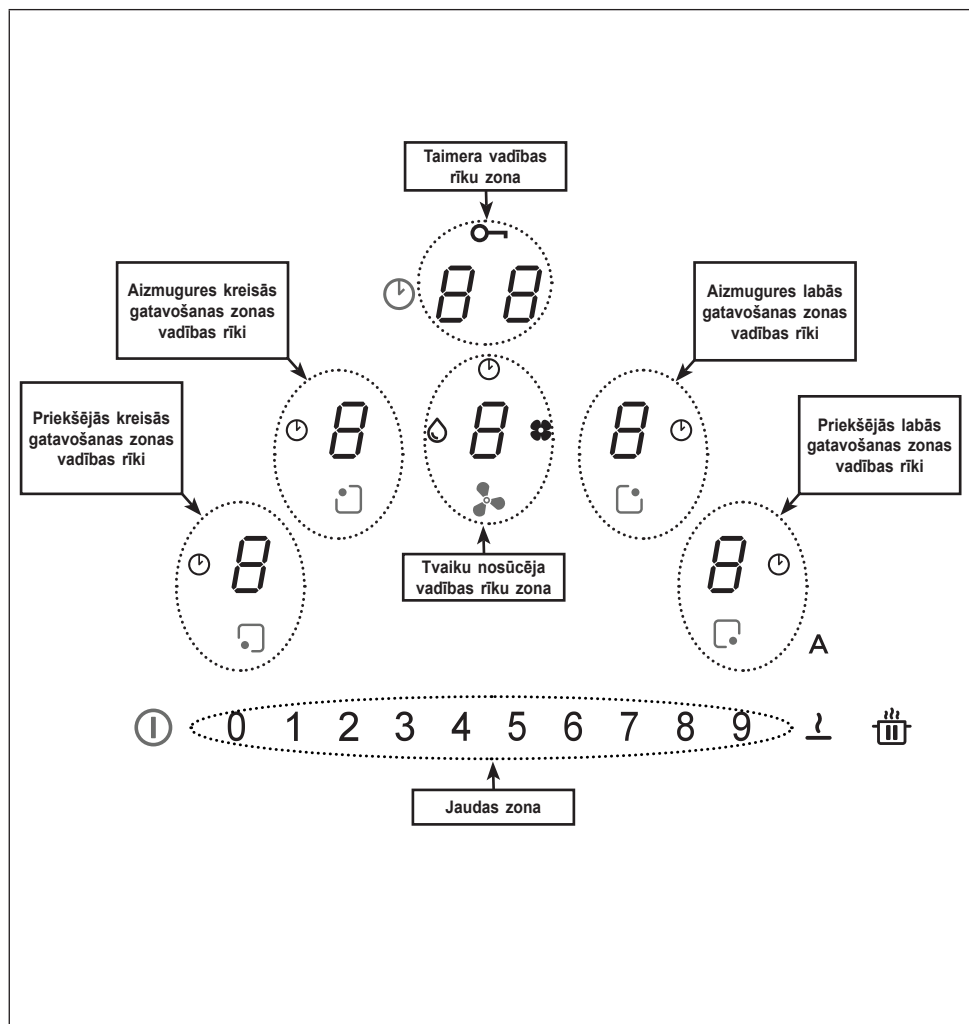 Taimera vadības
rīku zona
Aizmugures kreisās
gatavošanas zonas
vadības rīki
Aizmugures labās
gatavošanas zonas
vadības rīki
8 8
Priekšējās kreisās
gatavošanas zonas
vadības rīki
Priekšējās labās
gatavošanas zonas
vadības rīki
8 8 8
Tvaiku nosūcēja
vadības rīku zona
8 8
A
0 1 2 3 4 5 6 7 8 9
Jaudas zona